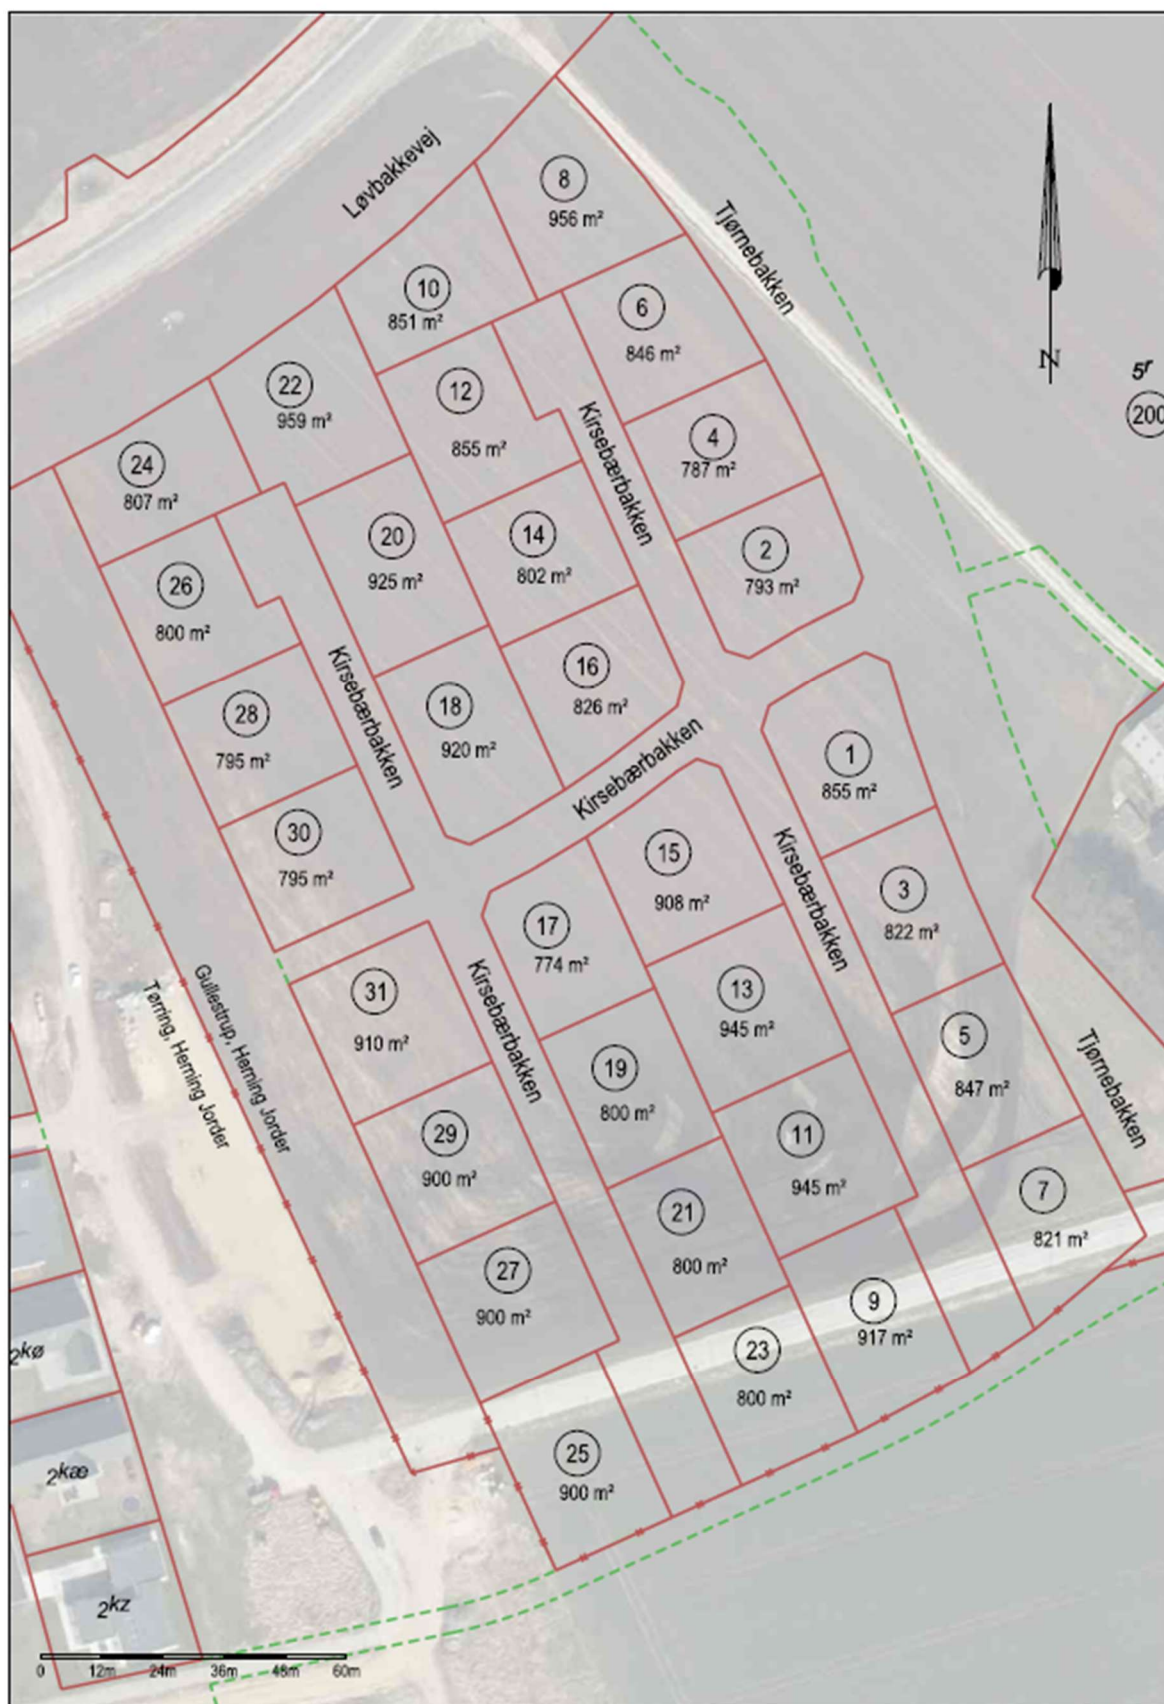 Løvbakkevej
8
956 m²
Tjørnebakken
10
851 m²
6
846 m²
N
5r
200
22
959 m²
12
855 m²
Kirsebærbakken
4
787 m²
24
807 m²
20
925 m²
14
802 m²
2
793 m²
26
800 m²
Kirsebærbakken
16
826 m²
28
795 m²
18
920 m²
Kirsebærbakken
1
855 m²
30
795 m²
15
908 m²
Kirsebærbakken
3
822 m²
17
774 m²
Gullestrup, Herning Jorder
Tørring, Herning Jorder
31
910 m²
Kirsebærbakken
13
945 m²
5
847 m²
Tjørnebakken
19
800 m²
29
900 m²
11
945 m²
7
821 m²
21
800 m²
27
900 m²
9
917 m²
2kø
23
800 m²
25
900 m²
2kæ
2kz
0 12m 24m 36m 48m 60m